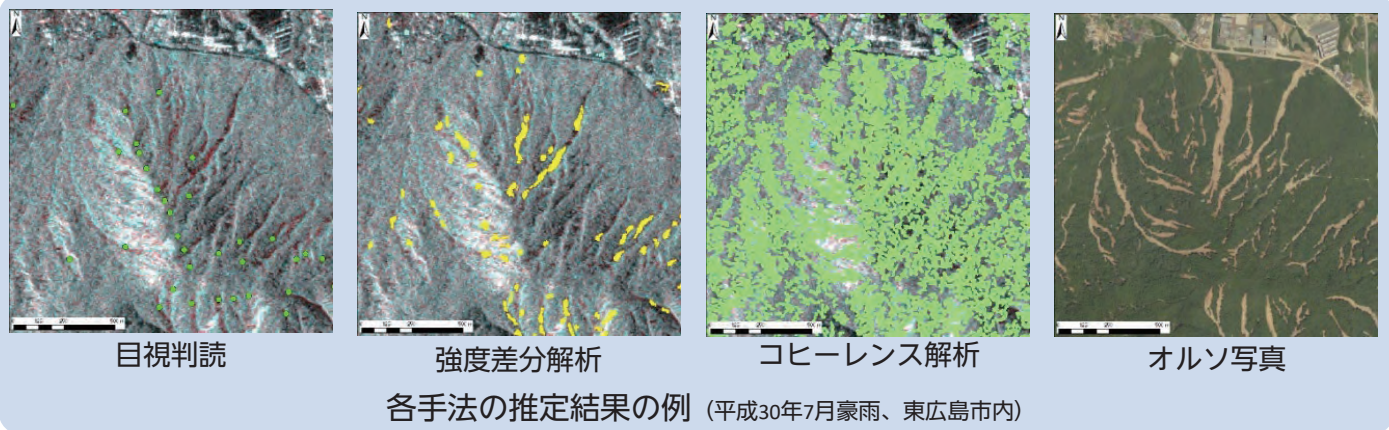 目視判読
強度差分解析
コヒーレンス解析
オルソ写真
各手法の推定結果の例（平成30年7月豪雨、東広島市内）